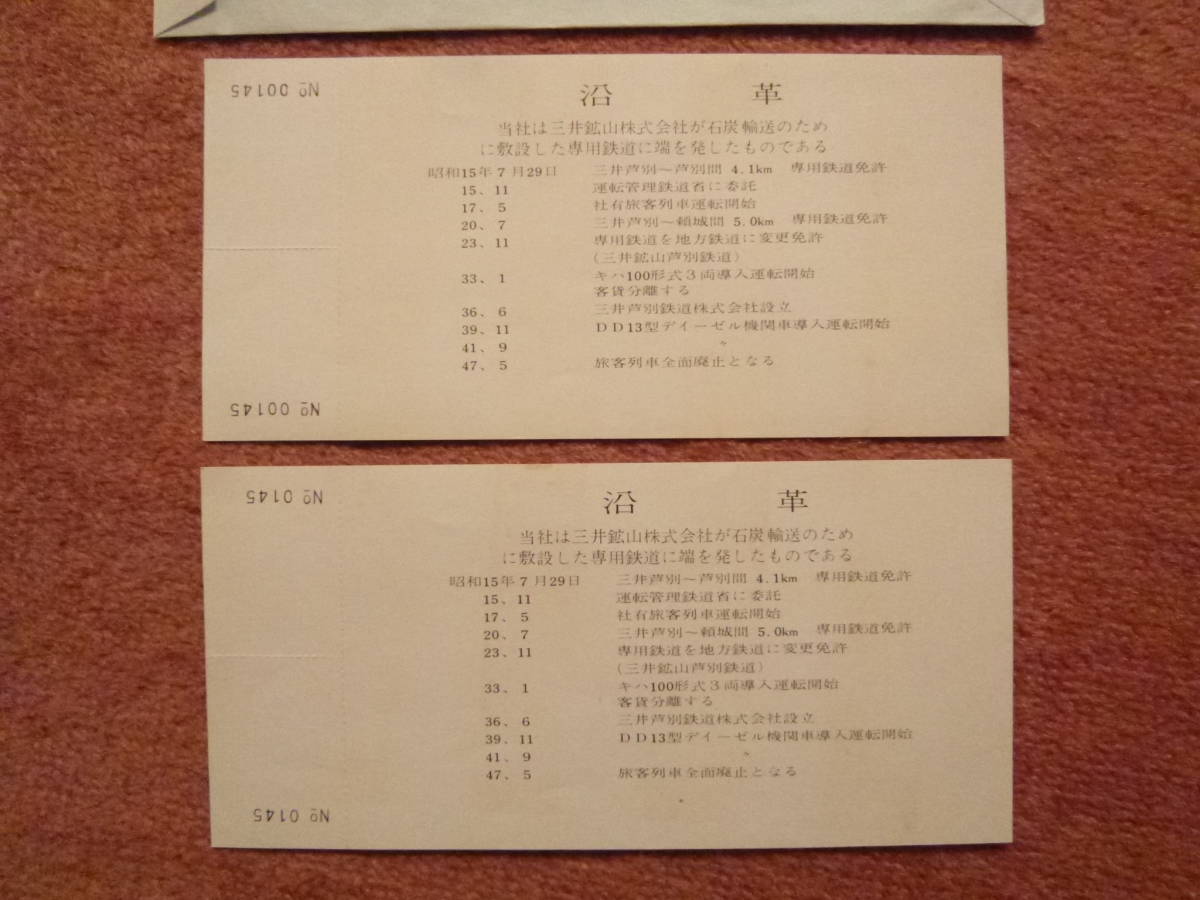 № 00145
沿革
当社は三井鉱山株式会社が石炭輸送のため
に敷設した専用鉄道に端を発したものである
昭和15年7月29日 三井芦別～芦別間 4.1km 専用鉄道免許
15、11 運転管理鉄道省に委託
17、5 社有旅客列車運転開始
20、7 三井芦別～頼城間 5.0km 専用鉄道免許
23、11 専用鉄道を地方鉄道に変更免許
(三井鉱山芦別鉄道)
33、1 キハ100形式3両導入運転開始
客貨分離する
36、6 三井芦別鉄道株式会社設立
39、11 DD13型デイーゼル機関車導入運転開始
41、9 〃
47、5 旅客列車全面廃止となる
№ 00145
№ 0145
沿革
当社は三井鉱山株式会社が石炭輸送のため
に敷設した専用鉄道に端を発したものである
昭和15年7月29日 三井芦別～芦別間 4.1km 専用鉄道免許
15、11 運転管理鉄道省に委託
17、5 社有旅客列車運転開始
20、7 三井芦別～頼城間 5.0km 専用鉄道免許
23、11 専用鉄道を地方鉄道に変更免許
(三井鉱山芦別鉄道)
33、1 キハ100形式3両導入運転開始
客貨分離する
36、6 三井芦別鉄道株式会社設立
39、11 DD13型デイーゼル機関車導入運転開始
41、9 〃
47、5 旅客列車全面廃止となる
№ 0145